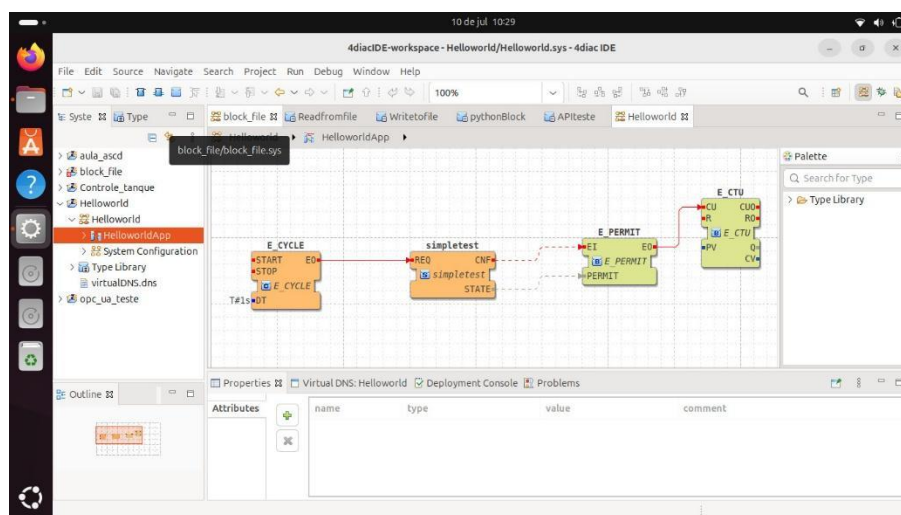 10 de jul 10:29
4diacIDE-workspace - Helloworld/Helloworld.sys - 4diac IDE
File Edit Source Navigate Search Project Run Debug Window Help
100%
Syste Type
block_file Readfromfile Writetofile pythonBlock APIteste Helloworld
HelloworldApp
block_file/block_file.sys
aula_ascd
block_file
Controle_tanque
Helloworld
Helloworld
HelloworldApp
System Configuration
Type Library
virtualDNS.dns
opc_ua_teste
E_CYCLE
START EO
STOP
E_CYCLE
T#1s DT
simpletest
REQ CNF
simpletest
STATE
E_PERMIT
EI EO
E_PERMIT
PERMIT
E_CTU
CU CUO
R RO
E_CTU
PV Q
CV
Palette
Search for Type
Type Library
Outline
Properties Virtual DNS: Helloworld Deployment Console Problems
Attributes
name type value comment